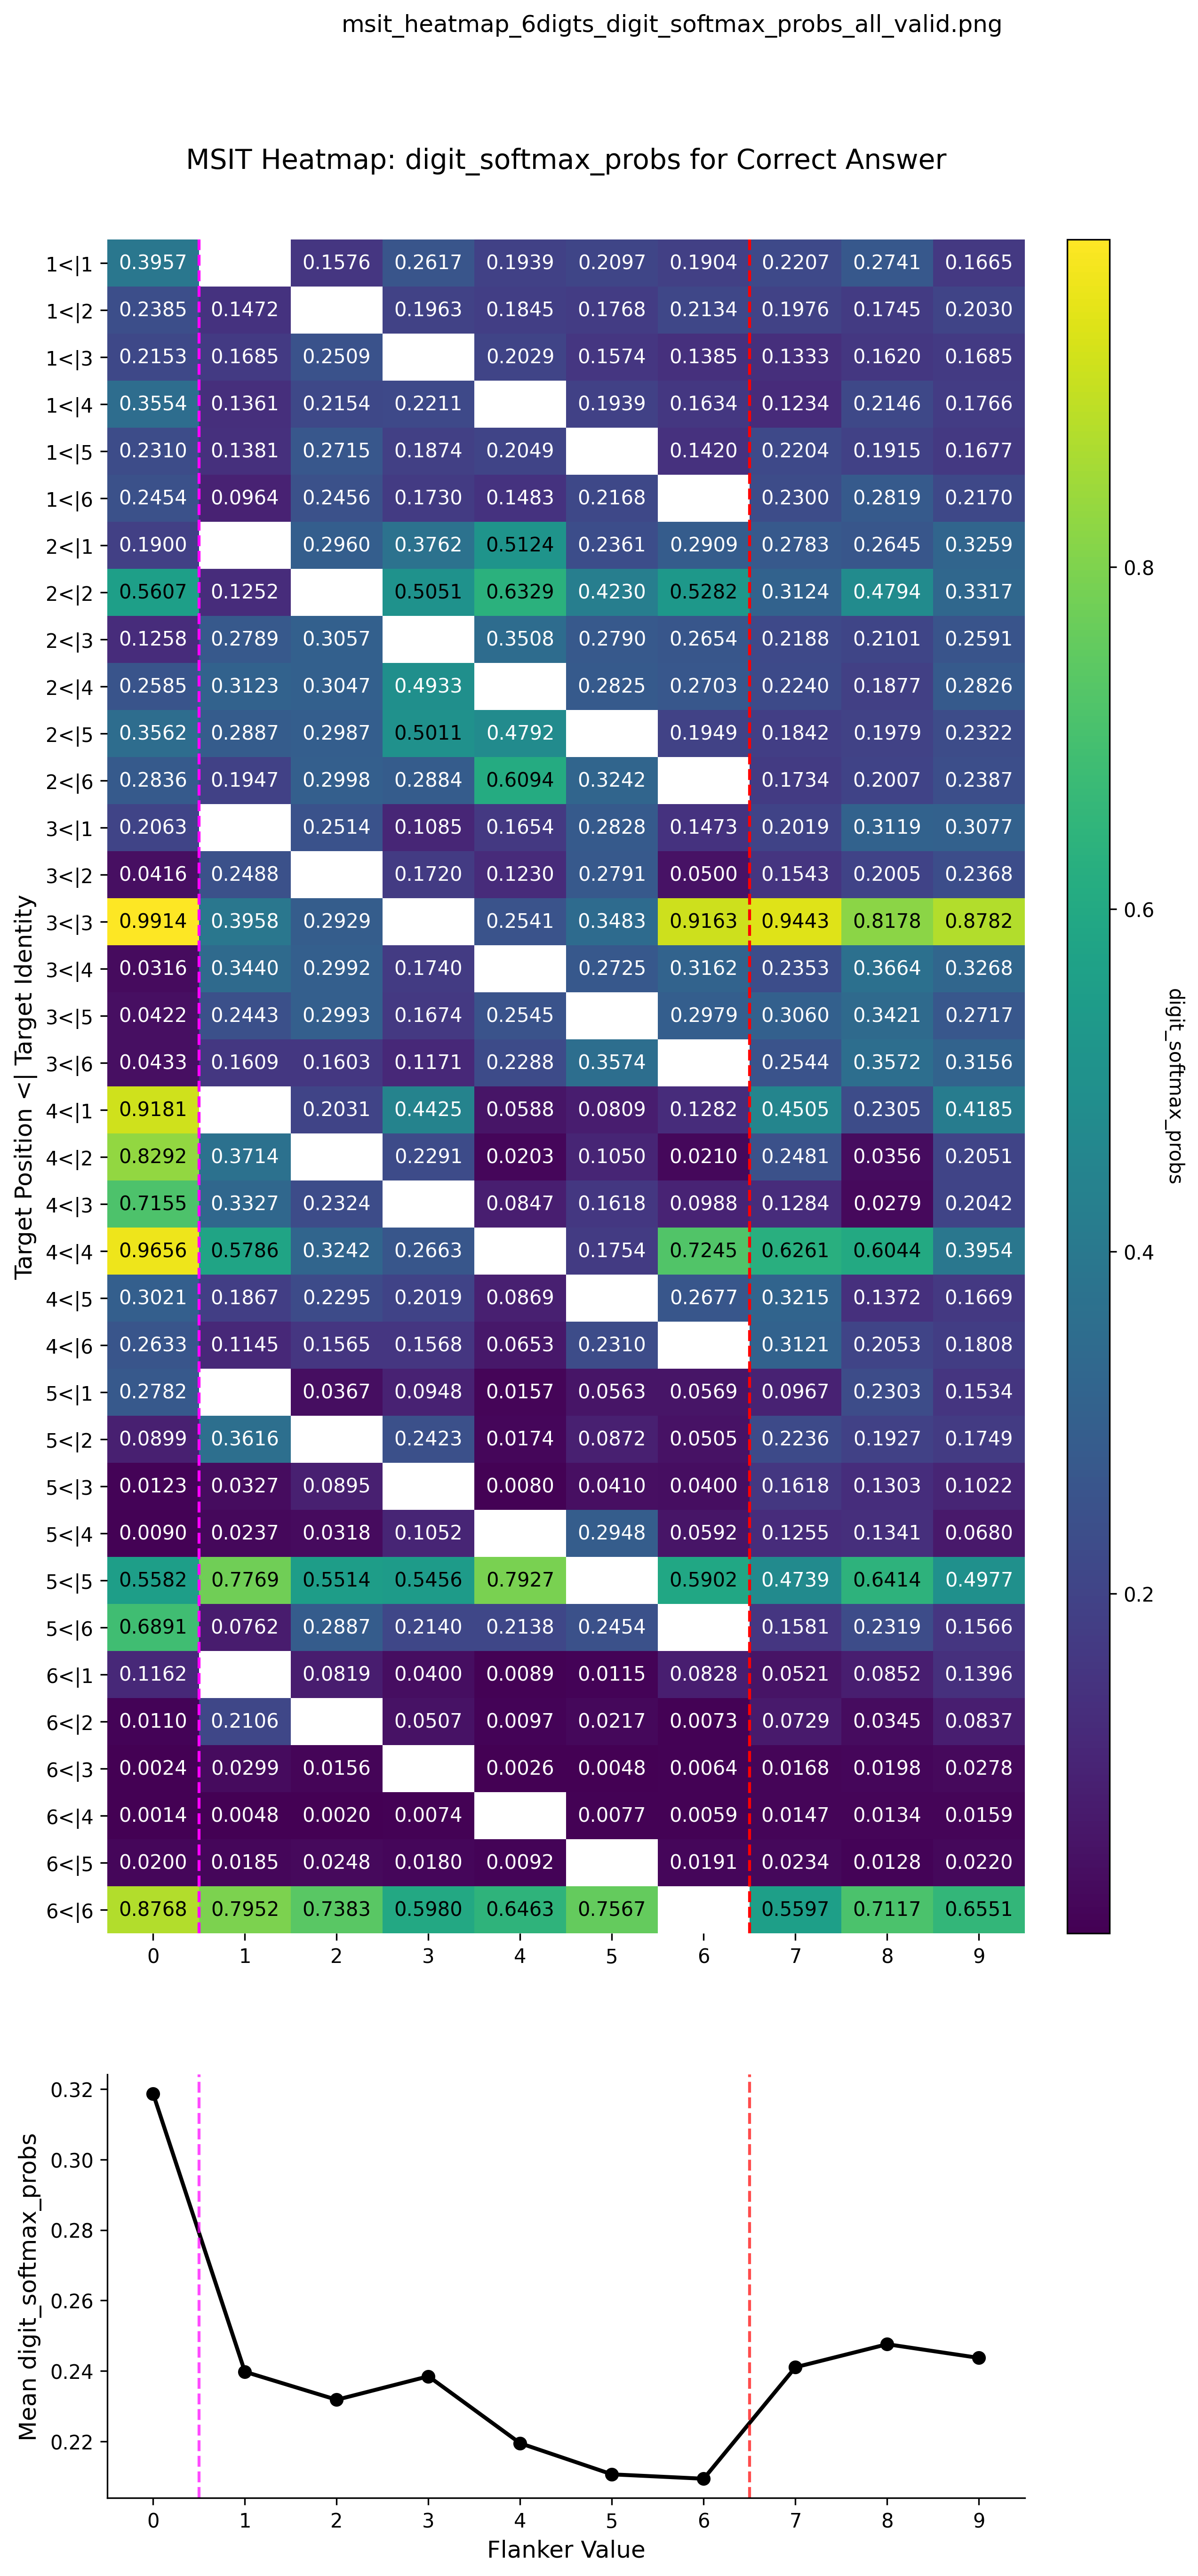 msit_heatmap_6digts_digit_softmax_probs_all_valid.png
MSIT Heatmap: digit_softmax_probs for Correct Answer
Target Position <| Target Identity
1<|1 0.3957 0.1576 0.2617 0.1939 0.2097 0.1904 0.2207 0.2741 0.1665
1<|2 0.2385 0.1472 0.1963 0.1845 0.1768 0.2134 0.1976 0.1745 0.2030
1<|3 0.2153 0.1685 0.2509 0.2029 0.1574 0.1385 0.1333 0.1620 0.1685
1<|4 0.3554 0.1361 0.2154 0.2211 0.1939 0.1634 0.1234 0.2146 0.1766
1<|5 0.2310 0.1381 0.2715 0.1874 0.2049 0.1420 0.2204 0.1915 0.1677
1<|6 0.2454 0.0964 0.2456 0.1730 0.1483 0.2168 0.2300 0.2819 0.2170
2<|1 0.1900 0.2960 0.3762 0.5124 0.2361 0.2909 0.2783 0.2645 0.3259
2<|2 0.5607 0.1252 0.5051 0.6329 0.4230 0.5282 0.3124 0.4794 0.3317
2<|3 0.1258 0.2789 0.3057 0.3508 0.2790 0.2654 0.2188 0.2101 0.2591
2<|4 0.2585 0.3123 0.3047 0.4933 0.2825 0.2703 0.2240 0.1877 0.2826
2<|5 0.3562 0.2887 0.2987 0.5011 0.4792 0.1949 0.1842 0.1979 0.2322
2<|6 0.2836 0.1947 0.2998 0.2884 0.6094 0.3242 0.1734 0.2007 0.2387
3<|1 0.2063 0.2514 0.1085 0.1654 0.2828 0.1473 0.2019 0.3119 0.3077
3<|2 0.0416 0.2488 0.1720 0.1230 0.2791 0.0500 0.1543 0.2005 0.2368
3<|3 0.9914 0.3958 0.2929 0.2541 0.3483 0.9163 0.9443 0.8178 0.8782
3<|4 0.0316 0.3440 0.2992 0.1740 0.2725 0.3162 0.2353 0.3664 0.3268
3<|5 0.0422 0.2443 0.2993 0.1674 0.2545 0.2979 0.3060 0.3421 0.2717
3<|6 0.0433 0.1609 0.1603 0.1171 0.2288 0.3574 0.2544 0.3572 0.3156
4<|1 0.9181 0.2031 0.4425 0.0588 0.0809 0.1282 0.4505 0.2305 0.4185
4<|2 0.8292 0.3714 0.2291 0.0203 0.1050 0.0210 0.2481 0.0356 0.2051
4<|3 0.7155 0.3327 0.2324 0.0847 0.1618 0.0988 0.1284 0.0279 0.2042
4<|4 0.9656 0.5786 0.3242 0.2663 0.1754 0.7245 0.6261 0.6044 0.3954
4<|5 0.3021 0.1867 0.2295 0.2019 0.0869 0.2677 0.3215 0.1372 0.1669
4<|6 0.2633 0.1145 0.1565 0.1568 0.0653 0.2310 0.3121 0.2053 0.1808
5<|1 0.2782 0.0367 0.0948 0.0157 0.0563 0.0569 0.0967 0.2303 0.1534
5<|2 0.0899 0.3616 0.2423 0.0174 0.0872 0.0505 0.2236 0.1927 0.1749
5<|3 0.0123 0.0327 0.0895 0.0080 0.0410 0.0400 0.1618 0.1303 0.1022
5<|4 0.0090 0.0237 0.0318 0.1052 0.2948 0.0592 0.1255 0.1341 0.0680
5<|5 0.5582 0.7769 0.5514 0.5456 0.7927 0.5902 0.4739 0.6414 0.4977
5<|6 0.6891 0.0762 0.2887 0.2140 0.2138 0.2454 0.1581 0.2319 0.1566
6<|1 0.1162 0.0819 0.0400 0.0089 0.0115 0.0828 0.0521 0.0852 0.1396
6<|2 0.0110 0.2106 0.0507 0.0097 0.0217 0.0073 0.0729 0.0345 0.0837
6<|3 0.0024 0.0299 0.0156 0.0026 0.0048 0.0064 0.0168 0.0198 0.0278
6<|4 0.0014 0.0048 0.0020 0.0074 0.0077 0.0059 0.0147 0.0134 0.0159
6<|5 0.0200 0.0185 0.0248 0.0180 0.0092 0.0191 0.0234 0.0128 0.0220
6<|6 0.8768 0.7952 0.7383 0.5980 0.6463 0.7567 0.5597 0.7117 0.6551
0 1 2 3 4 5 6 7 8 9
0.8
0.6
0.4
0.2
digit_softmax_probs
Mean digit_softmax_probs
0.32
0.30
0.28
0.26
0.24
0.22
0 1 2 3 4 5 6 7 8 9
Flanker Value